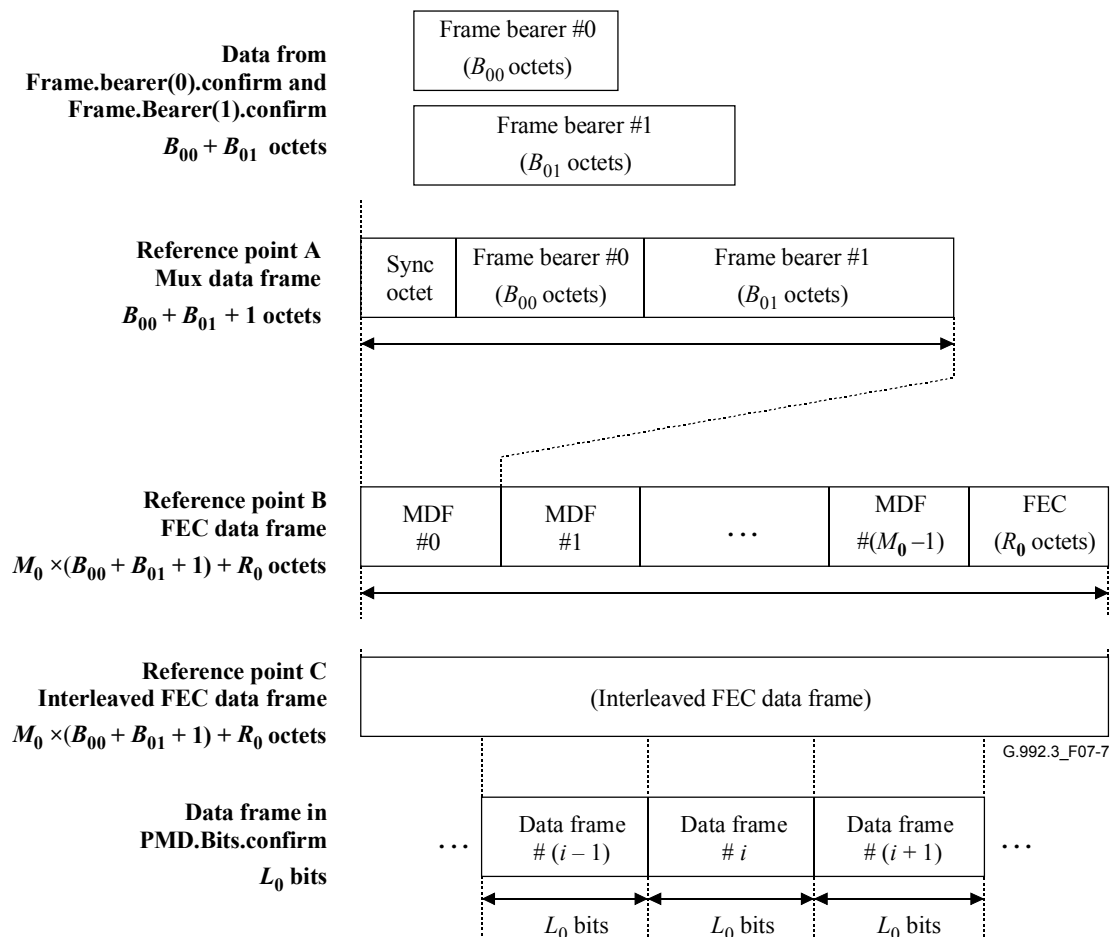 Data from
Frame.bearer(0).confirm and
Frame.Bearer(1).confirm
B00 + B01 octets
Frame bearer #0
(B00 octets)
Frame bearer #1
(B01 octets)
Reference point A
Mux data frame
B00 + B01 + 1 octets
Sync
octet
Frame bearer #0
(B00 octets)
Frame bearer #1
(B01 octets)
Reference point B
FEC data frame
M0 ×(B00 + B01 + 1) + R0 octets
MDF
#0
MDF
#1
...
MDF
#(M0 –1)
FEC
(R0 octets)
Reference point C
Interleaved FEC data frame
M0 ×(B00 + B01 + 1) + R0 octets
(Interleaved FEC data frame)
G.992.3_F07-7
Data frame in
PMD.Bits.confirm
L0 bits
...
Data frame
# (i – 1)
Data frame
# i
Data frame
# (i + 1)
...
L0 bits
L0 bits
L0 bits